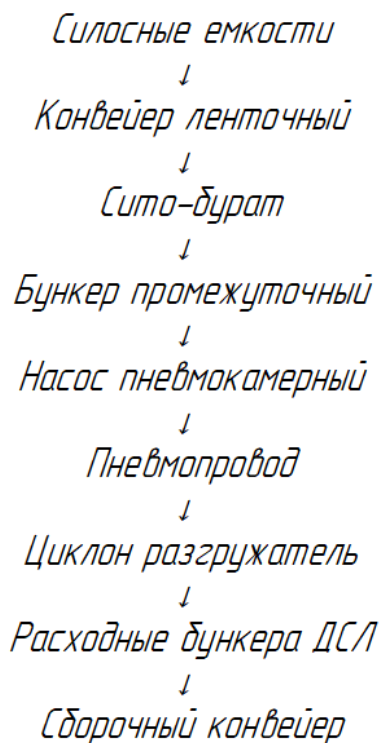 Силосные емкости
↓
Конвейер ленточный
↓
Сито-бурат
↓
Бункер промежуточный
↓
Насос пневмокамерный
↓
Пневмопровод
↓
Циклон разгружатель
↓
Расходные бункера ДСЛ
↓
Сборочный конвейер